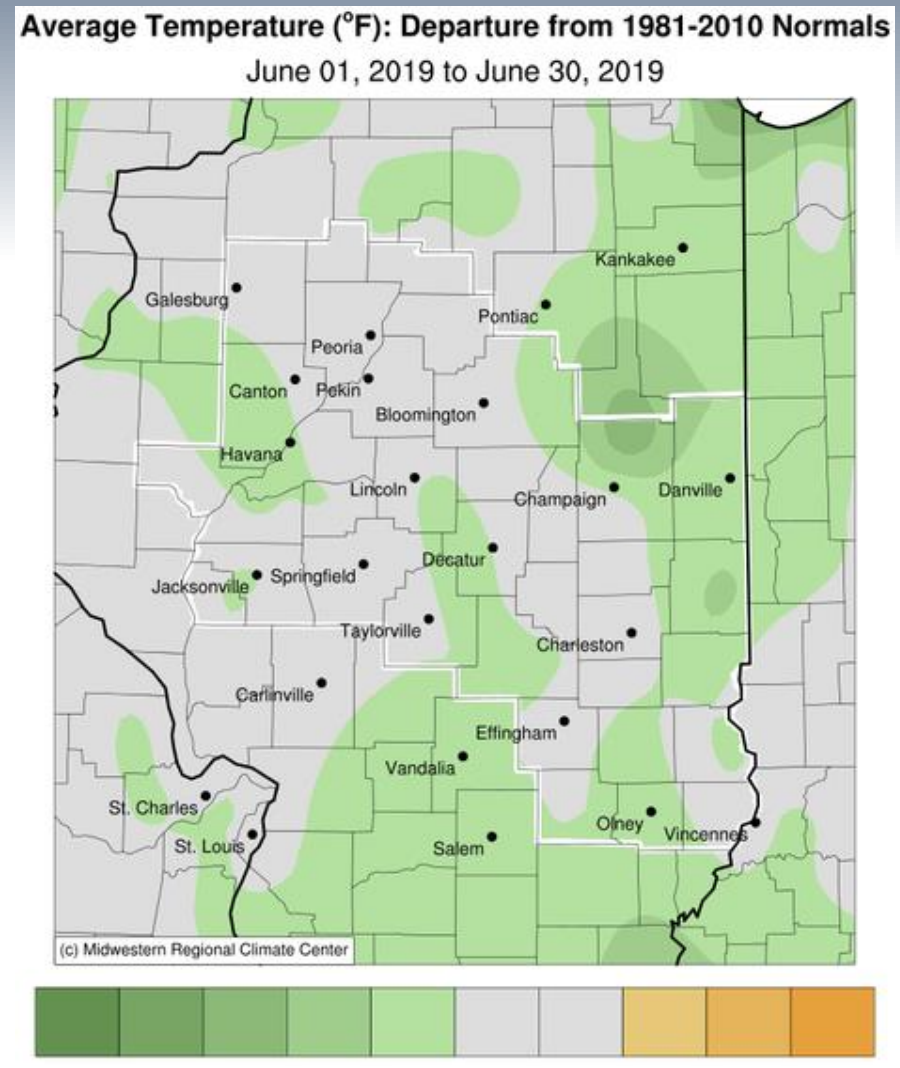 Average Temperature (°F): Departure from 1981-2010 Normals
June 01, 2019 to June 30, 2019
Kankakee
Galesburg
Pontiac
Peoria
Canton
Pekin
Bloomington
Havana
Lincoln
Champaign
Danville
Decatur
Jacksonville
Springfield
Taylorville
Charleston
Carlinville
Effingham
Vandalia
St. Charles
Olney
Vincennes
St. Louis
Salem
(c) Midwestern Regional Climate Center